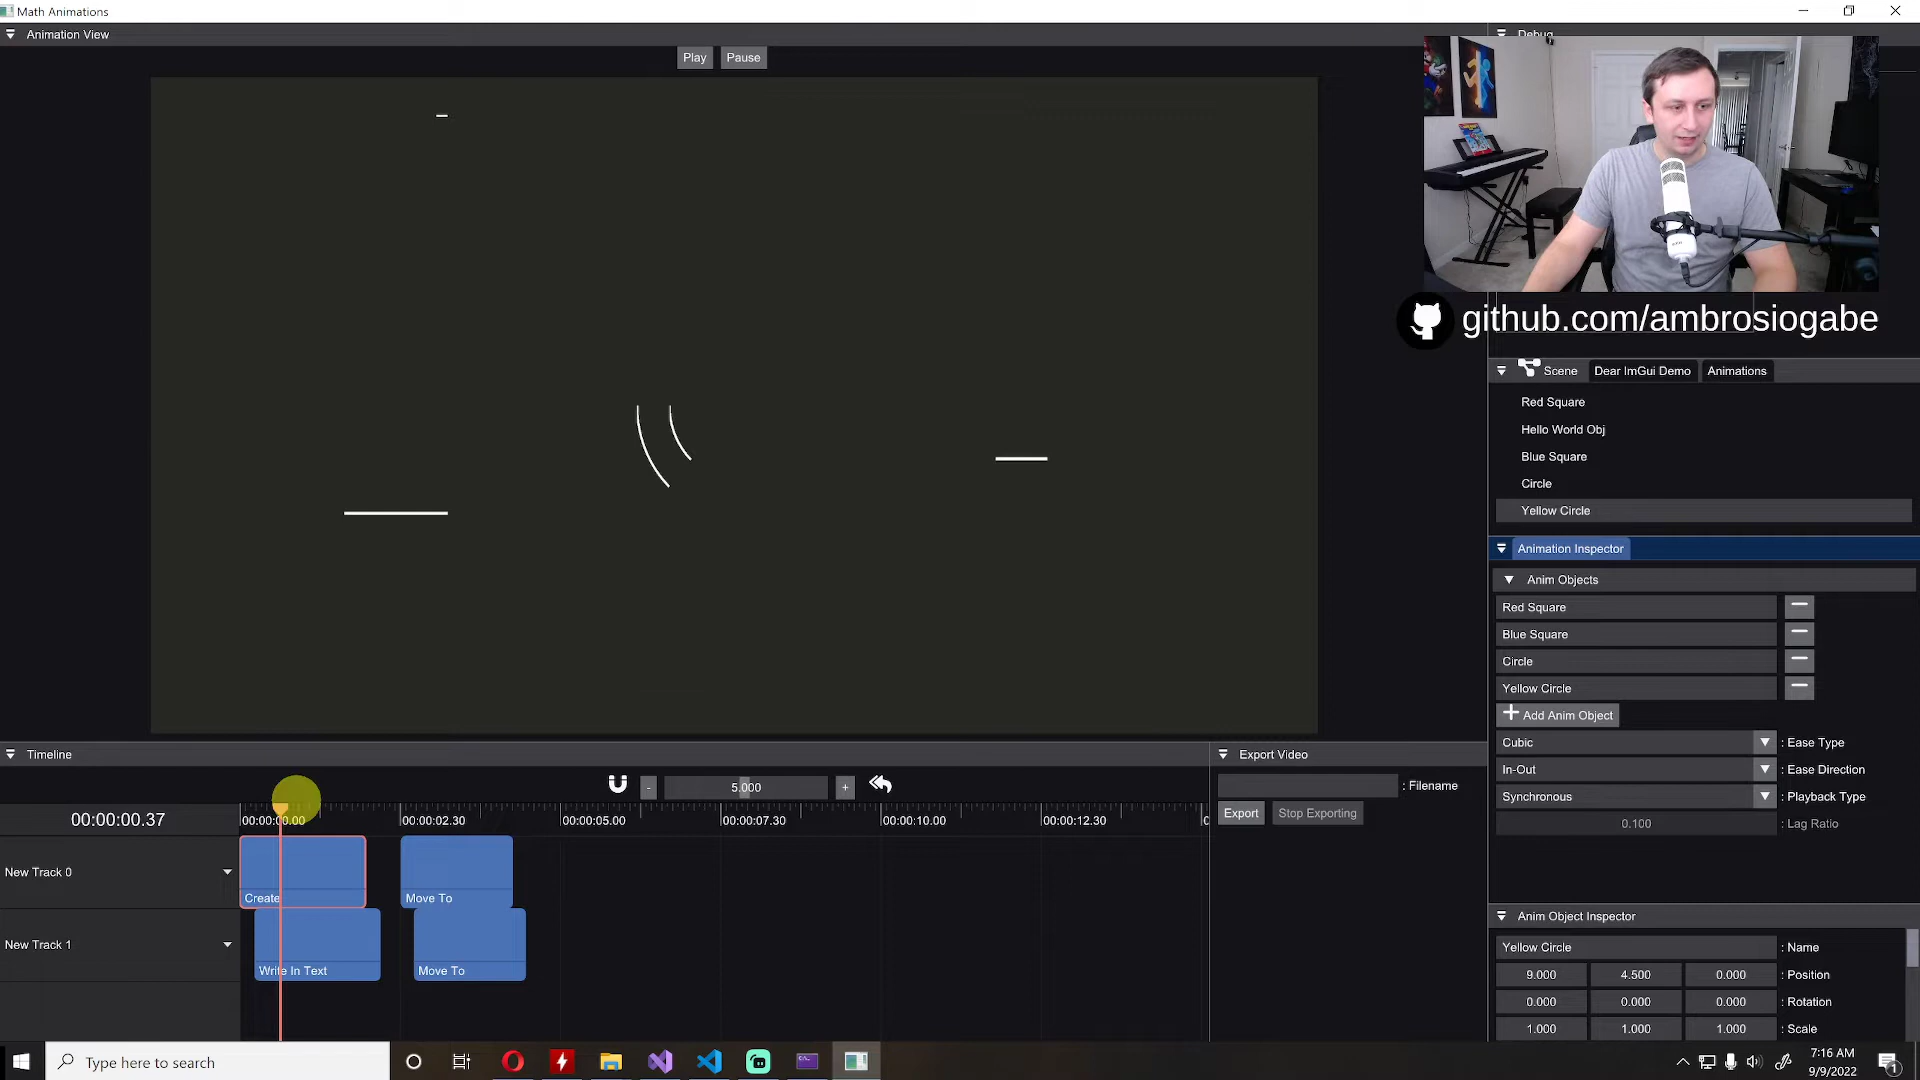 Math Animations
Animation View
Debug
Play
Pause
github.com/ambrosiogabe
Scene
Dear ImGui Demo
Animations
Red Square
Hello World Obj
Blue Square
Circle
Yellow Circle
Animation Inspector
Anim Objects
Red Square
Blue Square
Circle
Yellow Circle
Add Anim Object
Cubic
: Ease Type
In-Out
: Ease Direction
Synchronous
: Playback Type
0.100
: Lag Ratio
Timeline
Export Video
-
5.000
+
: Filename
Export
Stop Exporting
00:00:00.37
00:00:00.00
00:00:02.30
00:00:05.00
00:00:07.30
00:00:10.00
00:00:12.30
New Track 0
Create
Move To
New Track 1
Write In Text
Move To
Anim Object Inspector
Yellow Circle
: Name
9.000
4.500
0.000
: Position
0.000
0.000
0.000
: Rotation
1.000
1.000
1.000
: Scale
Type here to search
7:16 AM
9/9/2022
1